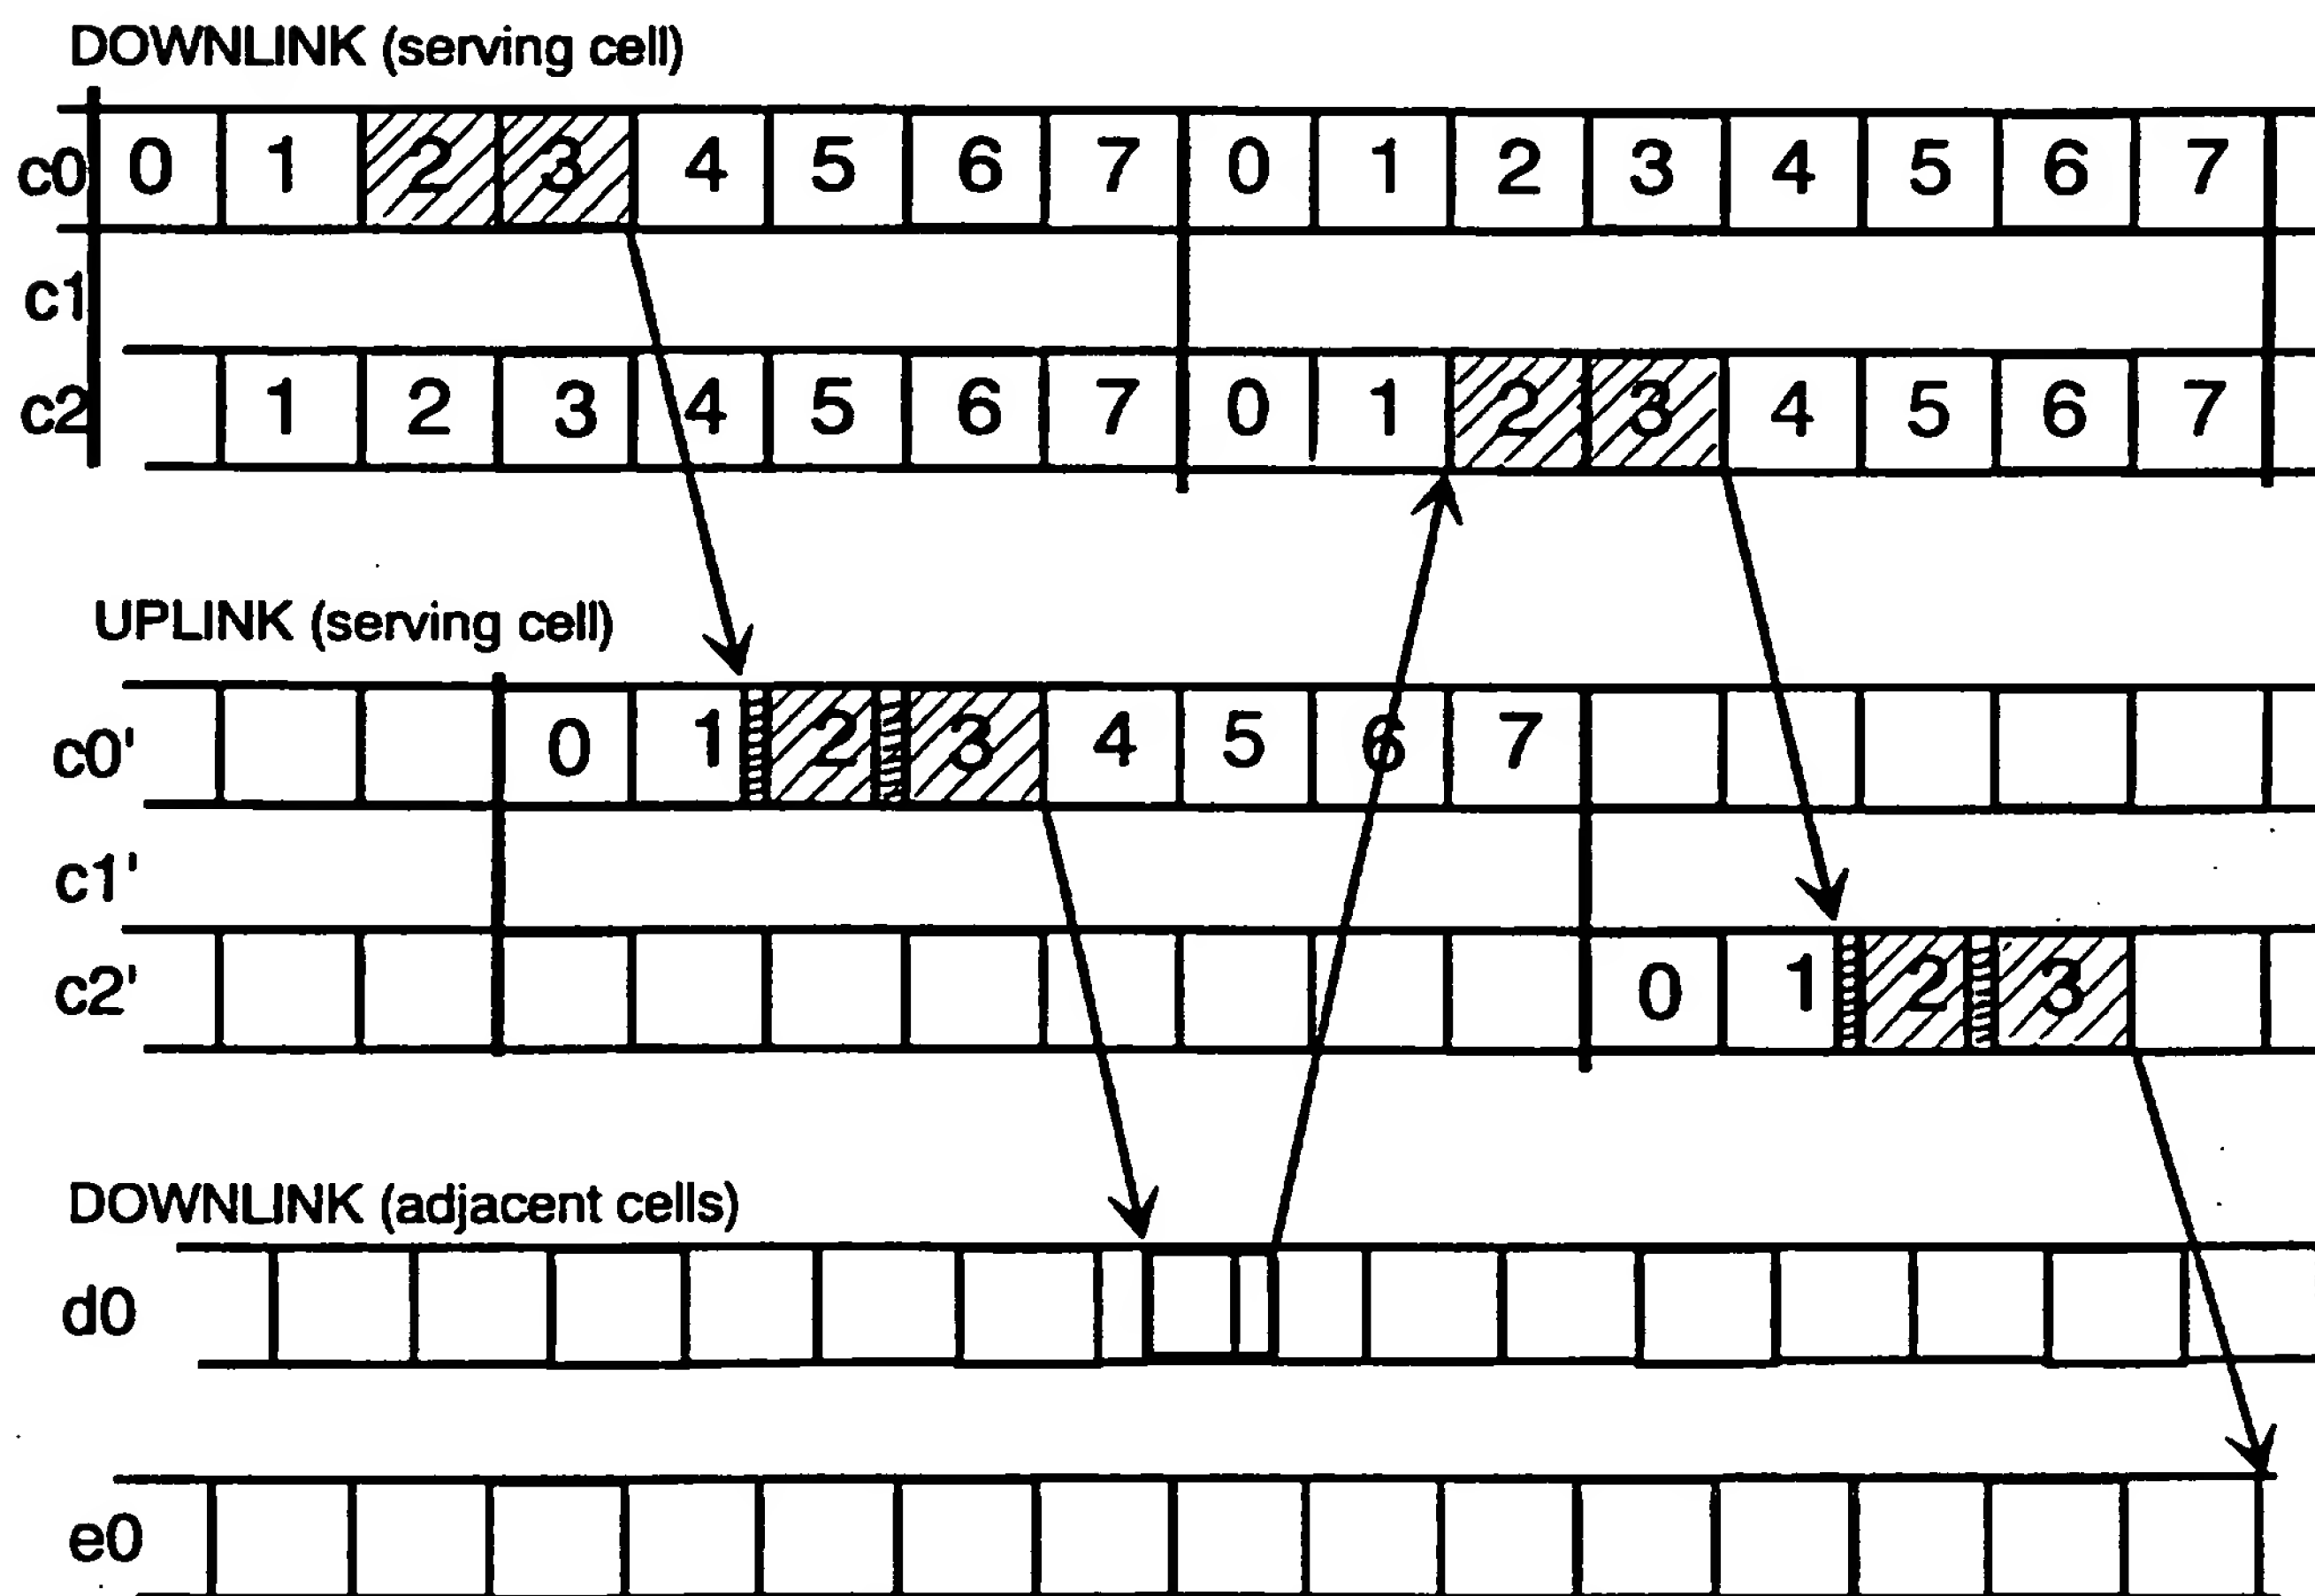 DOWNLINK (serving cell)
c0 0 1 2 3 4 5 6 7 0 1 2 3 4 5 6 7
c1
c2 1 2 3 4 5 6 7 0 1 2 3 4 5 6 7
UPLINK (serving cell)
c0' 0 1 2 3 4 5 6 7
c1'
c2' 0 1 2 3
DOWNLINK (adjacent cells)
d0
e0